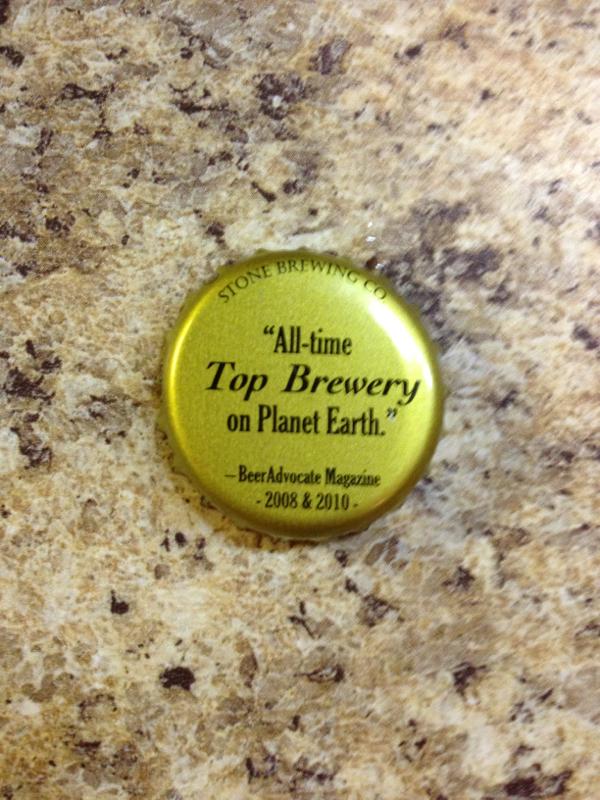 STONE BREWING CO.
“All-time
Top Brewery
on Planet Earth.”
—BeerAdvocate Magazine
- 2008 & 2010 -